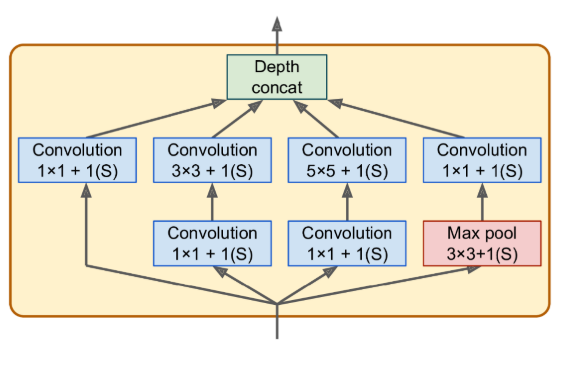 Depth
concat
Convolution
1×1 + 1(S)
Convolution
3×3 + 1(S)
Convolution
5×5 + 1(S)
Convolution
1×1 + 1(S)
Convolution
1×1 + 1(S)
Convolution
1×1 + 1(S)
Max pool
3×3+1(S)